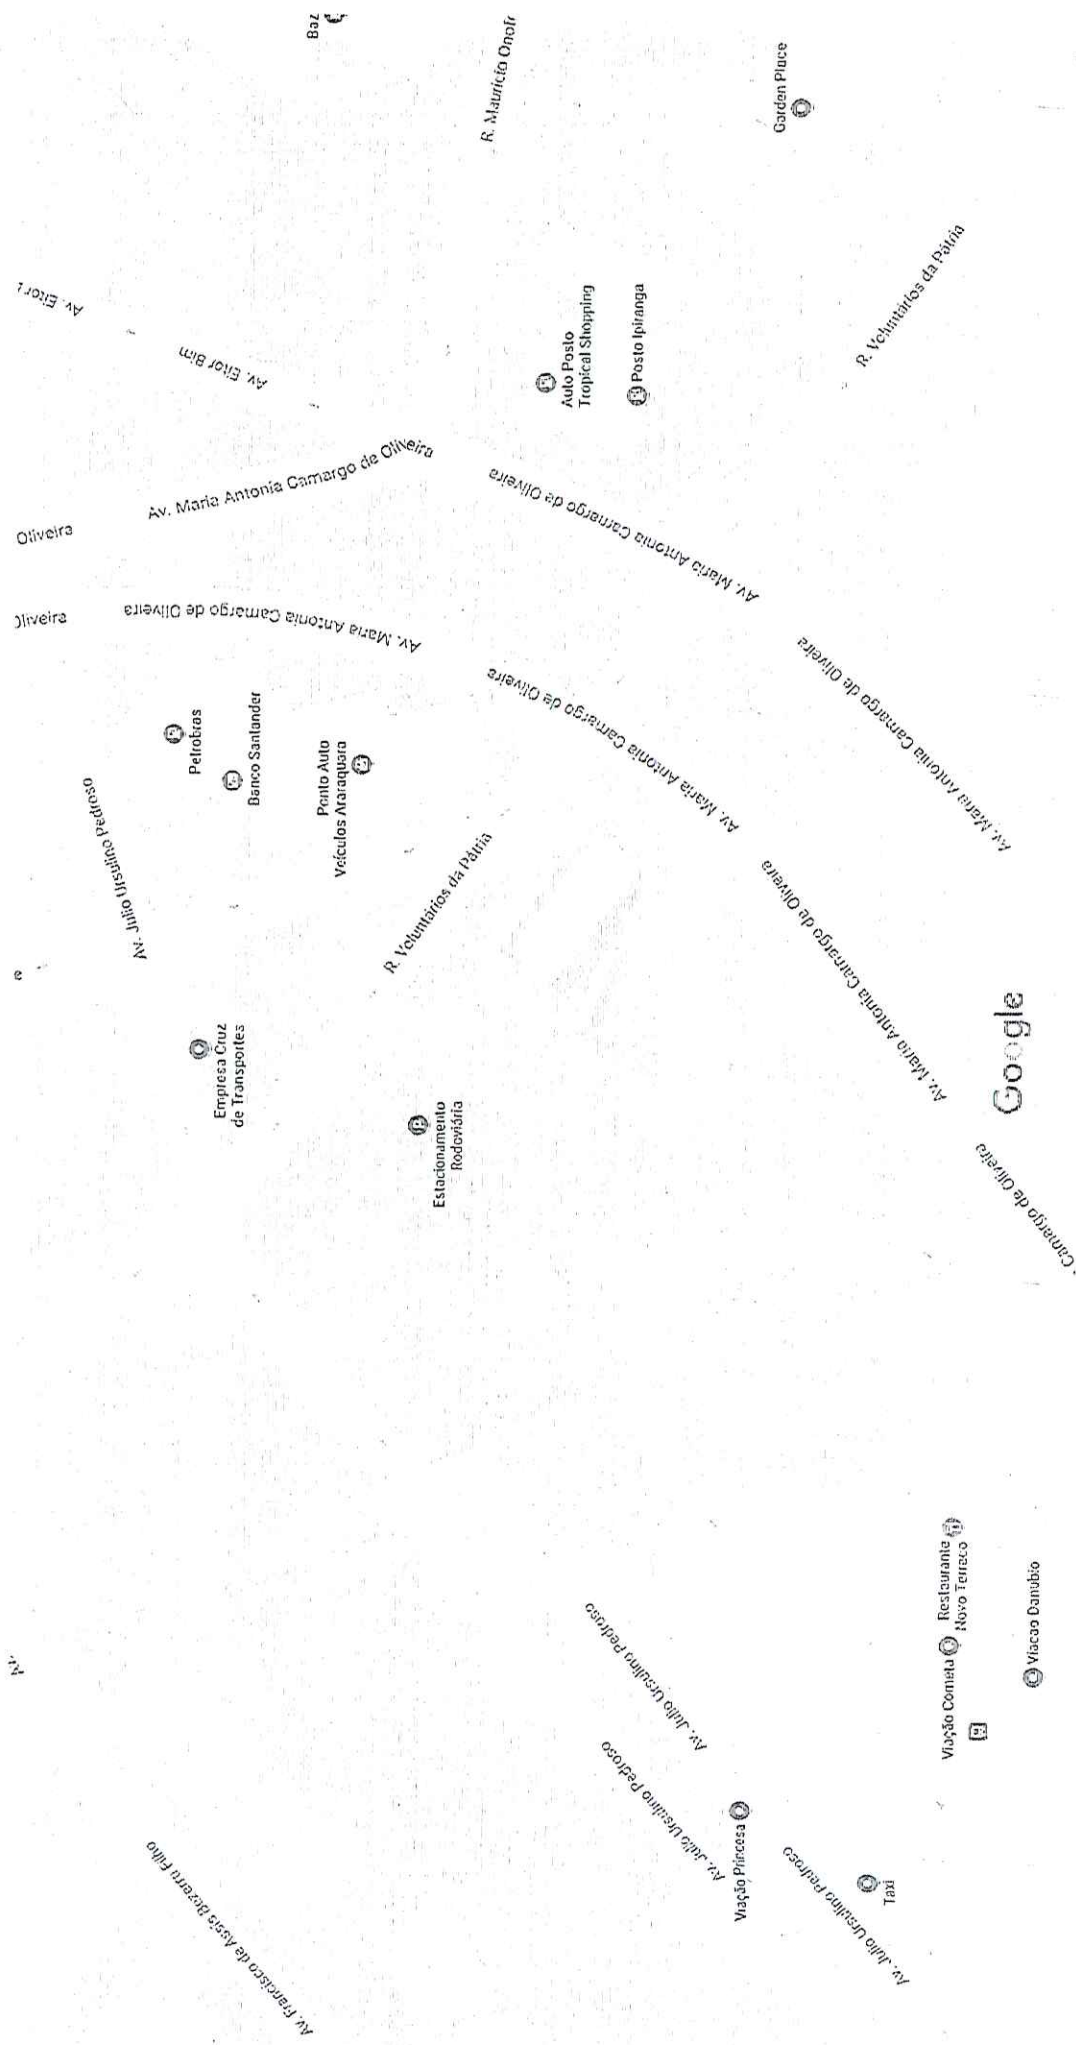 Av.
e
Oliveira
Av. Eitor
Av. Julio Ursulino Pedroso
Petrobras
Av. Maria Antonia Camargo de Oliveira
Av. Maria Antonia Camargo de Oliveira
Av. Eitor Bim
Av. Francisco de Assis Bezerra Filho
Empresa Cruz
de Transportes
Banco Santander
Baz
Ponto Auto
Veículos Araraquara
Estacionamento
Rodoviária
R. Voluntários da Pátria
R. Mauricio Onofr
Av. Maria Antonia Camargo de Oliveira
Av. Maria Antonia Camargo de Oliveira
Auto Posto
Tropical Shopping
Posto Ipiranga
Av. Julio Ursulino Pedroso
Av. Julio Ursulino Pedroso
Viação Princesa
Garden Place
Av. Julio Ursulino Pedroso
Taxi
Av. Maria Antonia Camargo de Oliveira
Av. Maria Antonia Camargo de Oliveira
R. Voluntários da Pátria
Viação Cometa
Restaurante
Novo Terraço
Viacao Danubio
Camargo de Oliveira
Google